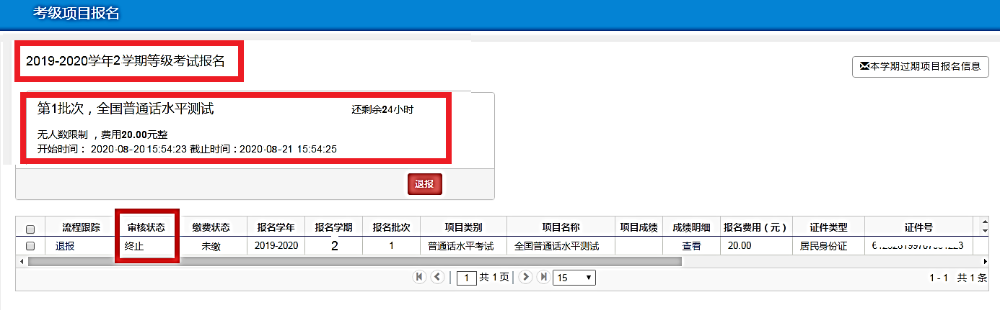 考级项目报名
2019-2020学年2学期等级考试报名
本学期过期项目报名信息
第1批次，全国普通话水平测试 还剩余24小时
无人数限制 ，费用20.00元整
开始时间： 2020-08-20 15:54:23 截止时间：2020-08-21 15:54:25
退报
流程跟踪 审核状态 缴费状态 报名学年 报名学期 报名批次 项目类别 项目名称 项目成绩 成绩明细 报名费用（元） 证件类型 证件号
退报 终止 未缴 2019-2020 2 1 普通话水平考试 全国普通话水平测试 查看 20.00 居民身份证
1 共 1 页 15 1 - 1 共 1 条